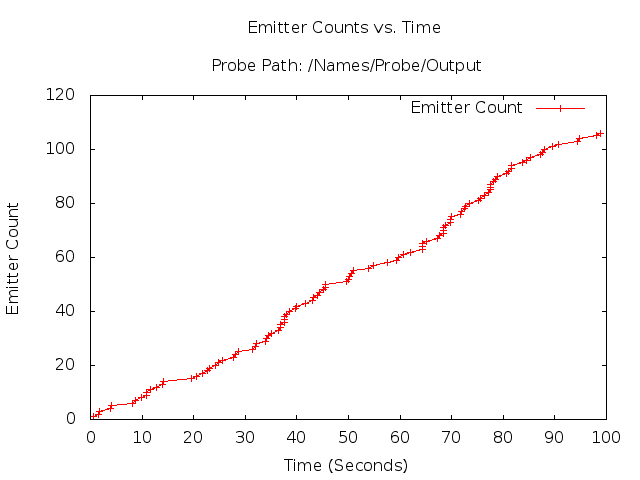 Emitter Counts vs. Time
Probe Path: /Names/Probe/Output
Emitter Count
120
100
80
60
40
20
0
Emitter Count
0 10 20 30 40 50 60 70 80 90 100
Time (Seconds)